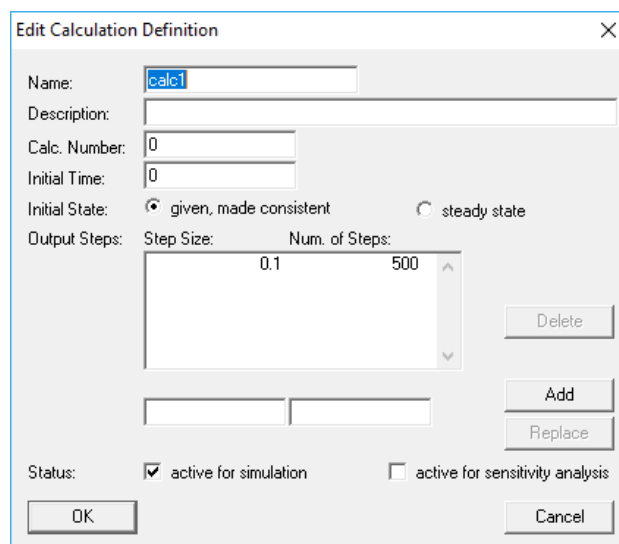 Edit Calculation Definition
Name: calc1
Description:
Calc. Number: 0
Initial Time: 0
Initial State: given, made consistent steady state
Output Steps: Step Size: Num. of Steps:
0.1 500
Delete
Add
Replace
Status: active for simulation active for sensitivity analysis
OK Cancel